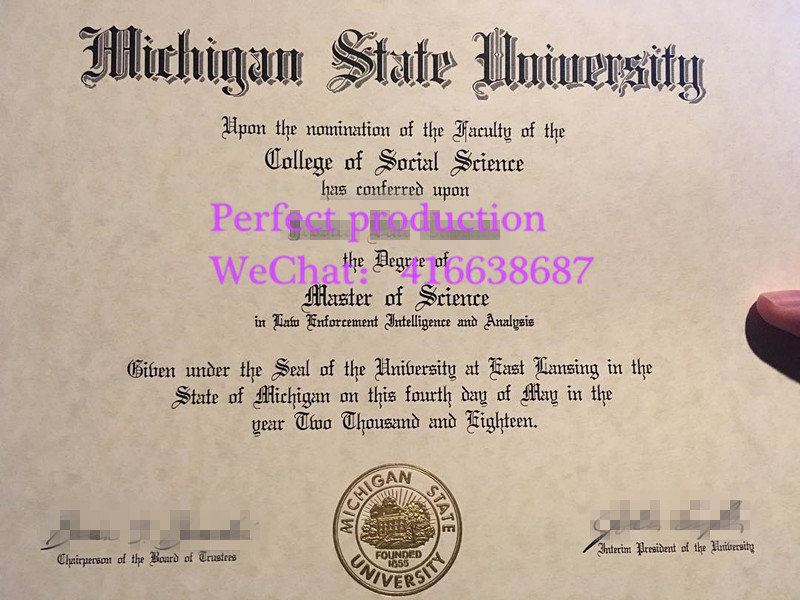 Michigan State University
Upon the nomination of the Faculty of the
College of Social Science
has conferred upon
Perfect production
the Degree of
WeChat： 416638687
Master of Science
in Law Enforcement Intelligence and Analysis
Given under the Seal of the University at East Lansing in the
State of Michigan on this fourth day of May in the
year Two Thousand and Eighteen.
MICHIGAN STATE
UNIVERSITY
FOUNDED
1855
Chairperson of the Board of Trustees
Interim President of the University